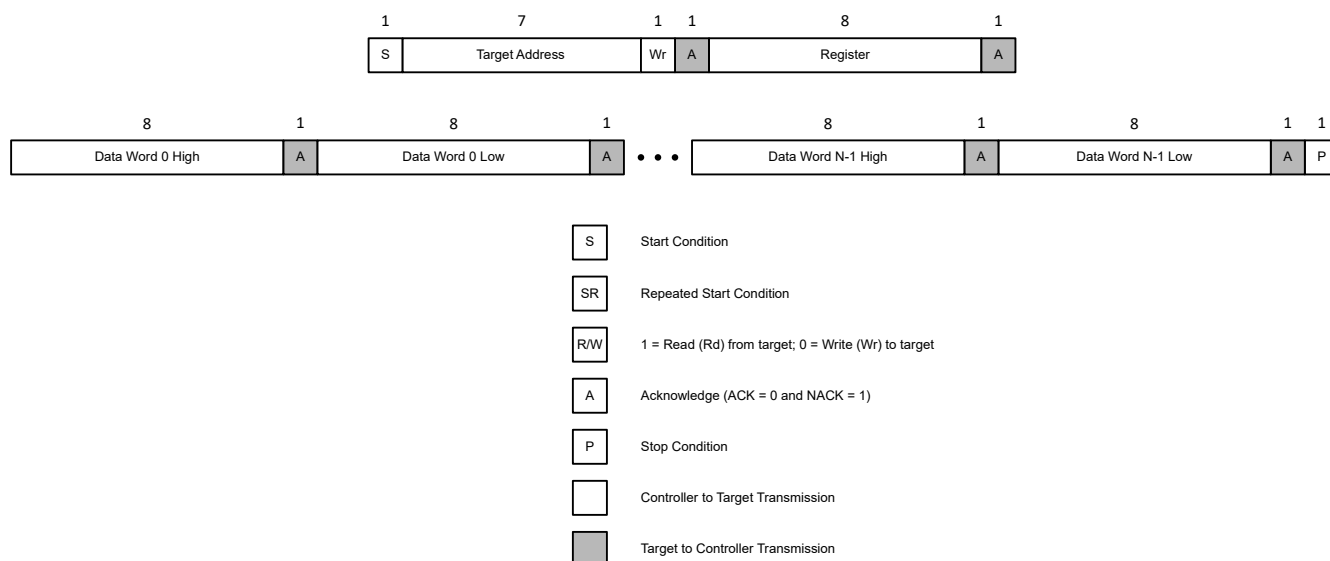 1 7 1 1 8 1
S Target Address Wr A Register A
8 1 8 1 8 1 8 1 1
Data Word 0 High A Data Word 0 Low A • • • Data Word N-1 High A Data Word N-1 Low A P
S Start Condition
SR Repeated Start Condition
R/W 1 = Read (Rd) from target; 0 = Write (Wr) to target
A Acknowledge (ACK = 0 and NACK = 1)
P Stop Condition
Controller to Target Transmission
Target to Controller Transmission